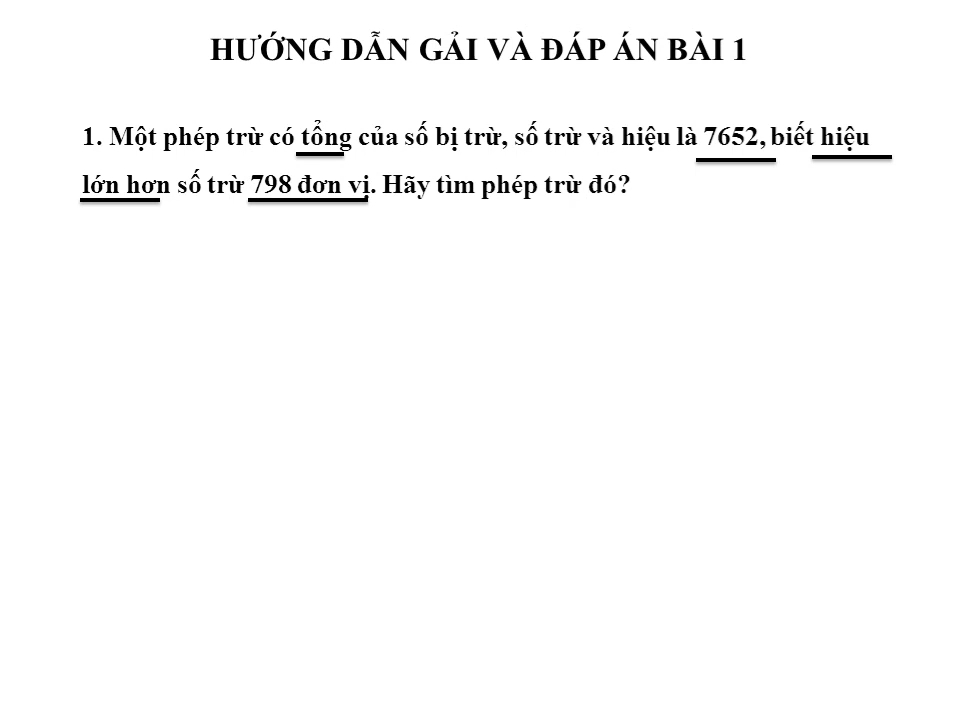 HƯỚNG DẪN GẢI VÀ ĐÁP ÁN BÀI 1
1. Một phép trừ có tổng của số bị trừ, số trừ và hiệu là 7652, biết hiệu
lớn hơn số trừ 798 đơn vị. Hãy tìm phép trừ đó?